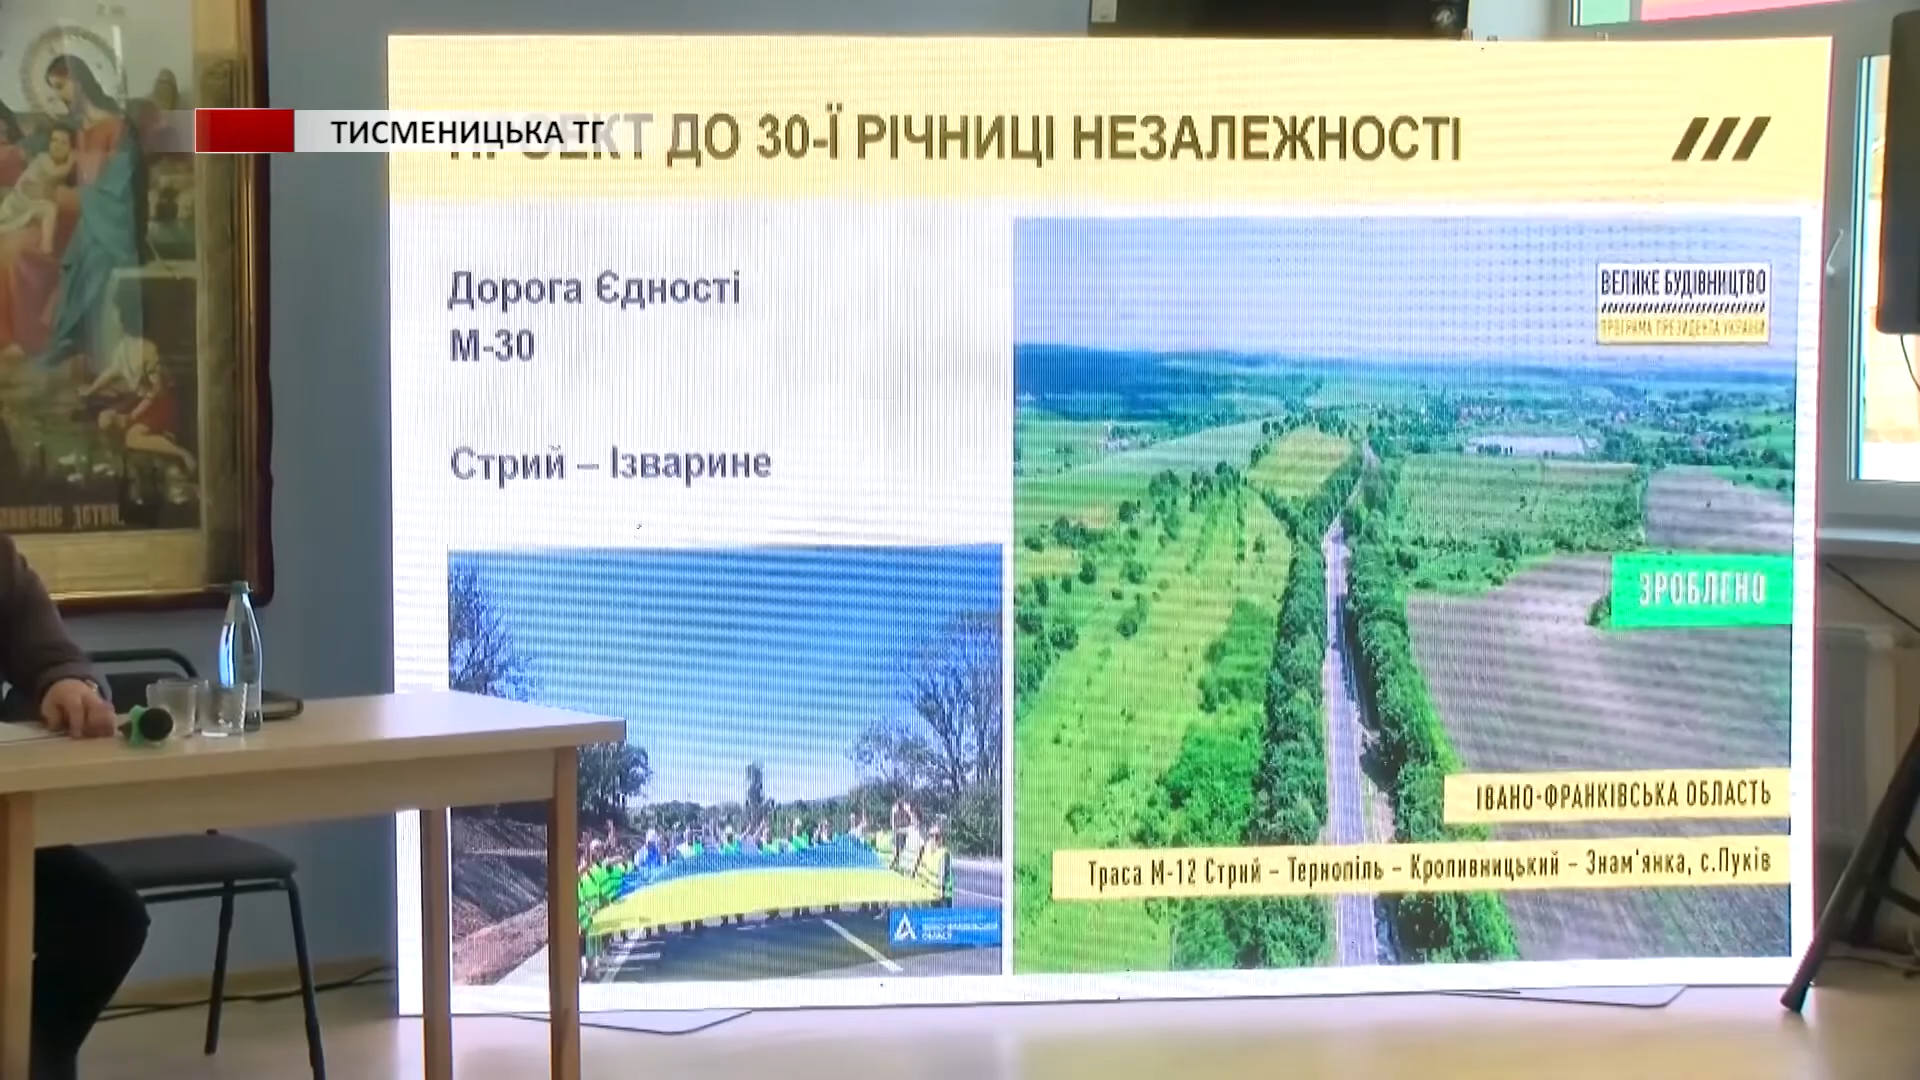 ТИСМЕНИЦЬКА ТГ
ПРОЕКТ ДО 30-Ї РІЧНИЦІ НЕЗАЛЕЖНОСТІ
Дорога Єдності
М-30
Стрий – Ізварине
ВЕЛИКЕ БУДІВНИЦТВО
ПРОГРАМА ПРЕЗИДЕНТА УКРАЇНИ
ЗРОБЛЕНО
ІВАНО-ФРАНКІВСЬКА ОБЛАСТЬ
Траса М-12 Стрий – Тернопіль – Кропивницький – Знам'янка, с.Пуків